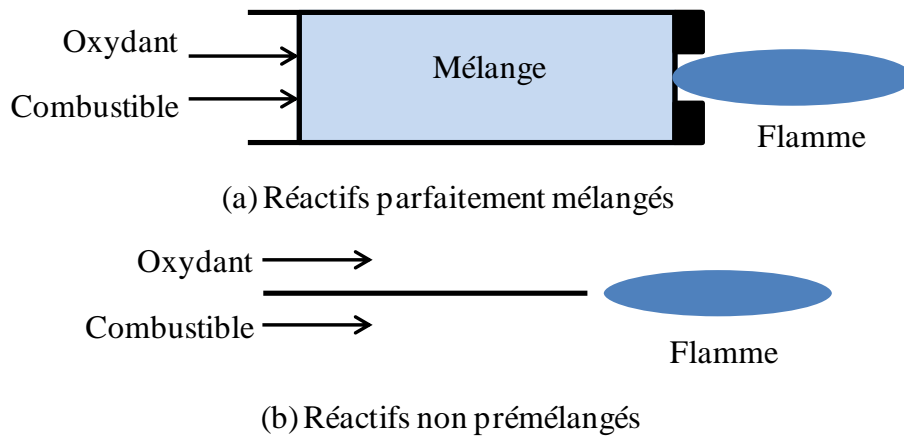 Oxydant
Combustible
Mélange
Flamme
(a) Réactifs parfaitement mélangés
Oxydant
Combustible
Flamme
(b) Réactifs non prémélangés